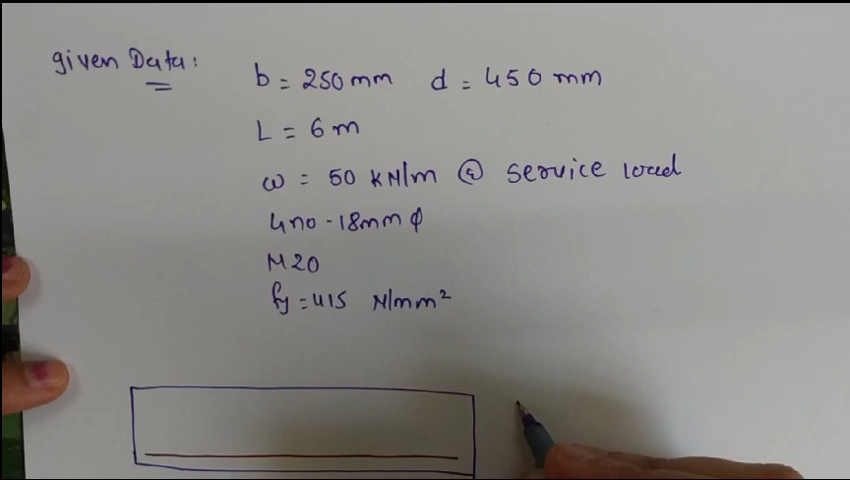 given Data:
b = 250 mm d = 450 mm
L = 6 m
ω = 50 KN/m @ service load
4no - 18mm ϕ
M20
fy = 415 N/mm²